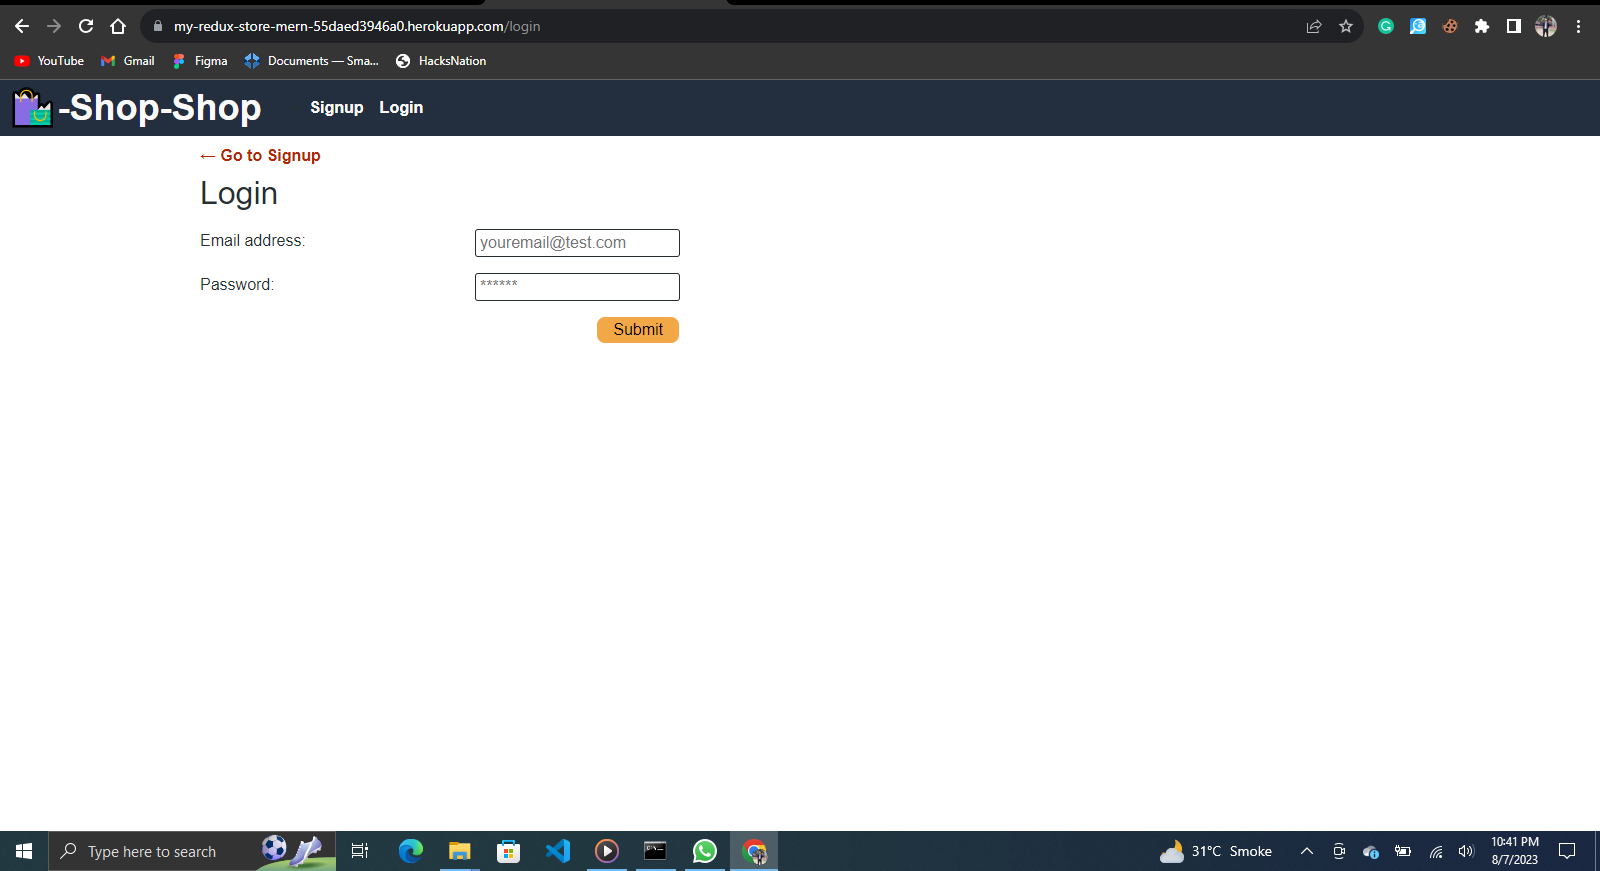 my-redux-store-mern-55daed3946a0.herokuapp.com/login
YouTube Gmail Figma Documents — Sma... HacksNation
-Shop-Shop Signup Login
← Go to Signup
Login
Email address: youremail@test.com
Password: ******
Submit
Type here to search
31°C Smoke
10:41 PM
8/7/2023